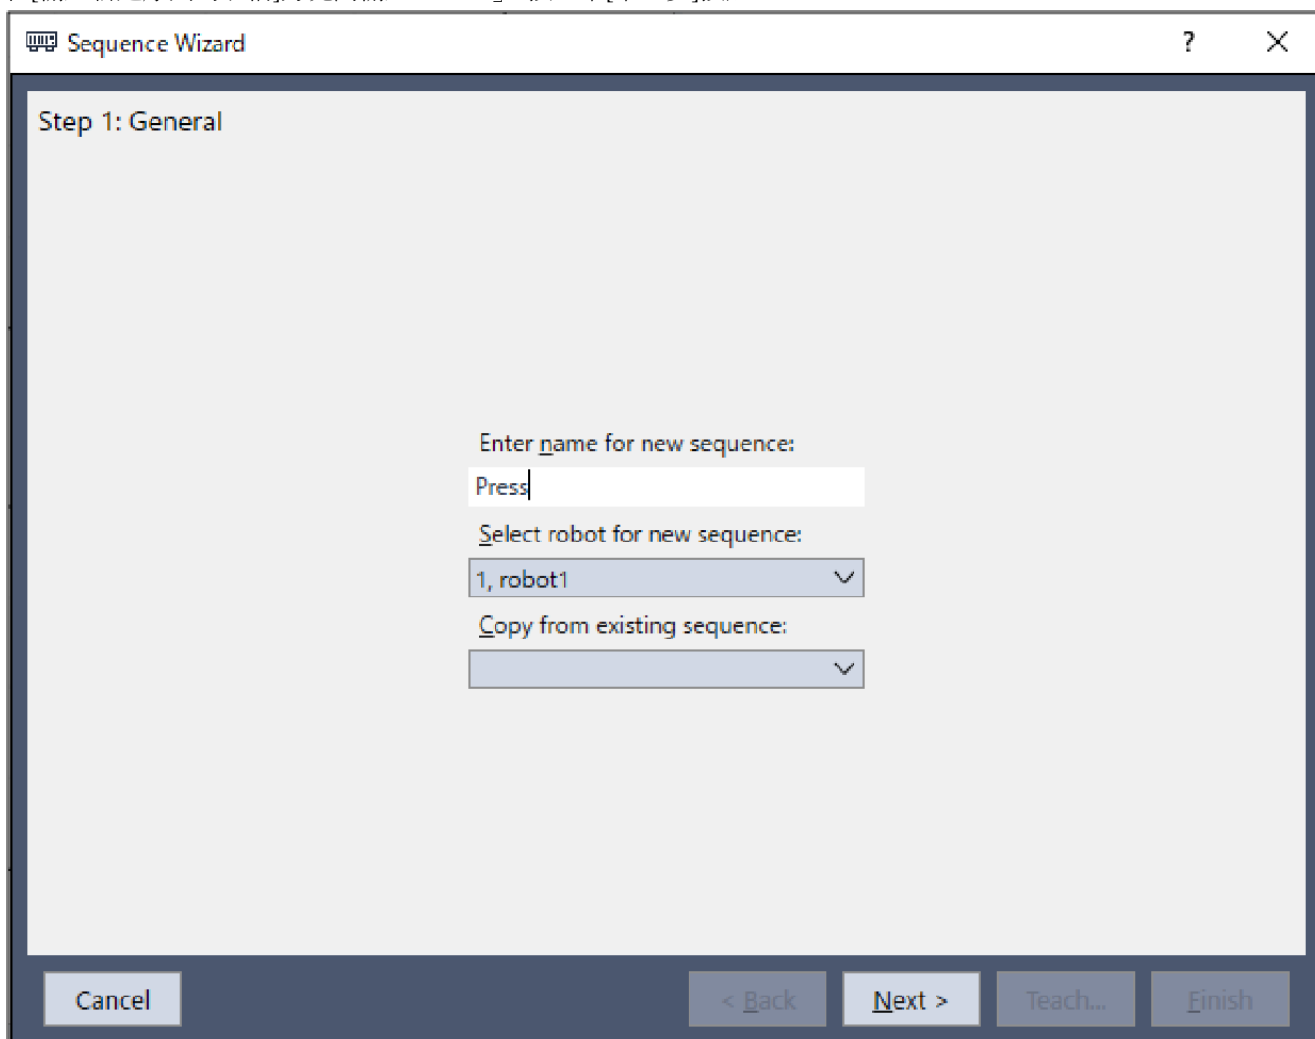 Sequence Wizard
?
Step 1: General
Enter name for new sequence:
Press
Select robot for new sequence:
1, robot1
Copy from existing sequence:
Cancel
< Back
Next >
Teach...
Finish